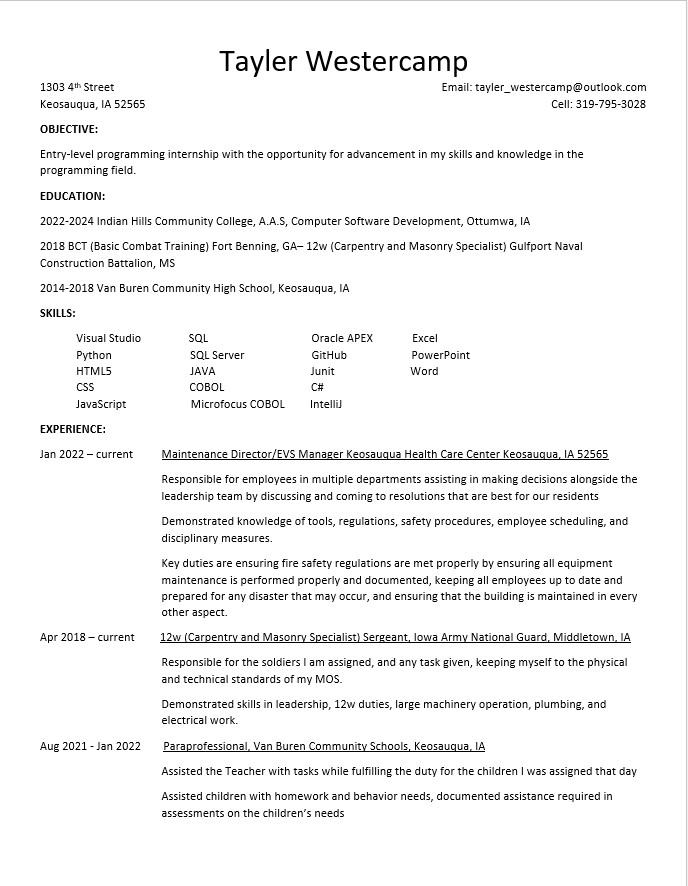 Tayler Westercamp
1303 4th Street
Email: tayler_westercamp@outlook.com
Keosauqua, IA 52565
Cell: 319-795-3028
OBJECTIVE:
Entry-level programming internship with the opportunity for advancement in my skills and knowledge in the
programming field.
EDUCATION:
2022-2024 Indian Hills Community College, A.A.S, Computer Software Development, Ottumwa, IA
2018 BCT (Basic Combat Training) Fort Benning, GA– 12w (Carpentry and Masonry Specialist) Gulfport Naval
Construction Battalion, MS
2014-2018 Van Buren Community High School, Keosauqua, IA
SKILLS:
Visual Studio SQL Oracle APEX Excel
Python SQL Server GitHub PowerPoint
HTML5 JAVA Junit Word
CSS COBOL C#
JavaScript Microfocus COBOL IntelliJ
EXPERIENCE:
Jan 2022 – current Maintenance Director/EVS Manager Keosauqua Health Care Center Keosauqua, IA 52565
Responsible for employees in multiple departments assisting in making decisions alongside the
leadership team by discussing and coming to resolutions that are best for our residents
Demonstrated knowledge of tools, regulations, safety procedures, employee scheduling, and
disciplinary measures.
Key duties are ensuring fire safety regulations are met properly by ensuring all equipment
maintenance is performed properly and documented, keeping all employees up to date and
prepared for any disaster that may occur, and ensuring that the building is maintained in every
other aspect.
Apr 2018 – current 12w (Carpentry and Masonry Specialist) Sergeant, Iowa Army National Guard, Middletown, IA
Responsible for the soldiers I am assigned, and any task given, keeping myself to the physical
and technical standards of my MOS.
Demonstrated skills in leadership, 12w duties, large machinery operation, plumbing, and
electrical work.
Aug 2021 - Jan 2022 Paraprofessional, Van Buren Community Schools, Keosauqua, IA
Assisted the Teacher with tasks while fulfilling the duty for the children I was assigned that day
Assisted children with homework and behavior needs, documented assistance required in
assessments on the children’s needs